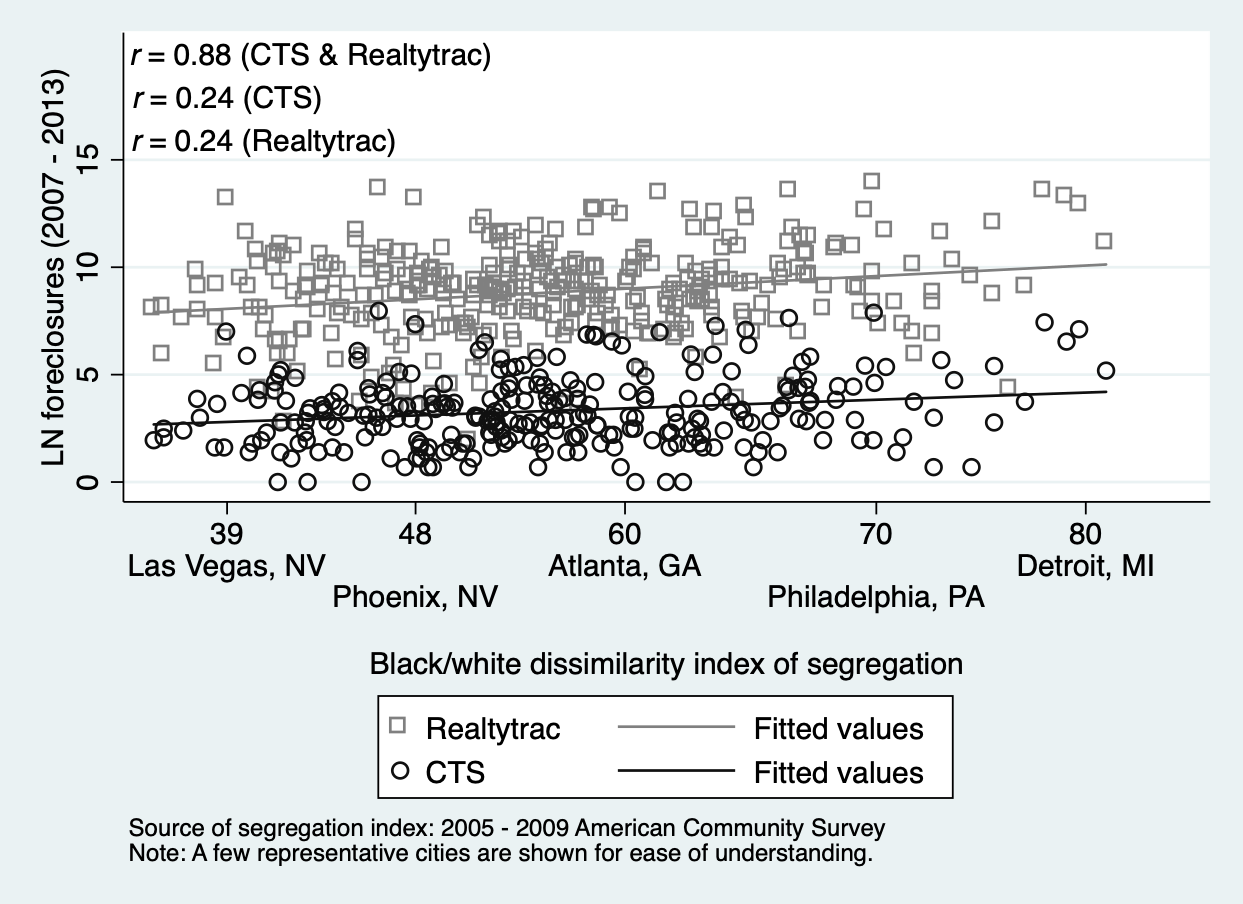 r = 0.88 (CTS & Realtytrac)
r = 0.24 (CTS)
r = 0.24 (Realtytrac)
LN foreclosures (2007 - 2013)
15
10
5
0
39 48 60 70 80
Las Vegas, NV Atlanta, GA Detroit, MI
Phoenix, NV Philadelphia, PA
Black/white dissimilarity index of segregation
Realtytrac Fitted values
CTS Fitted values
Source of segregation index: 2005 - 2009 American Community Survey
Note: A few representative cities are shown for ease of understanding.